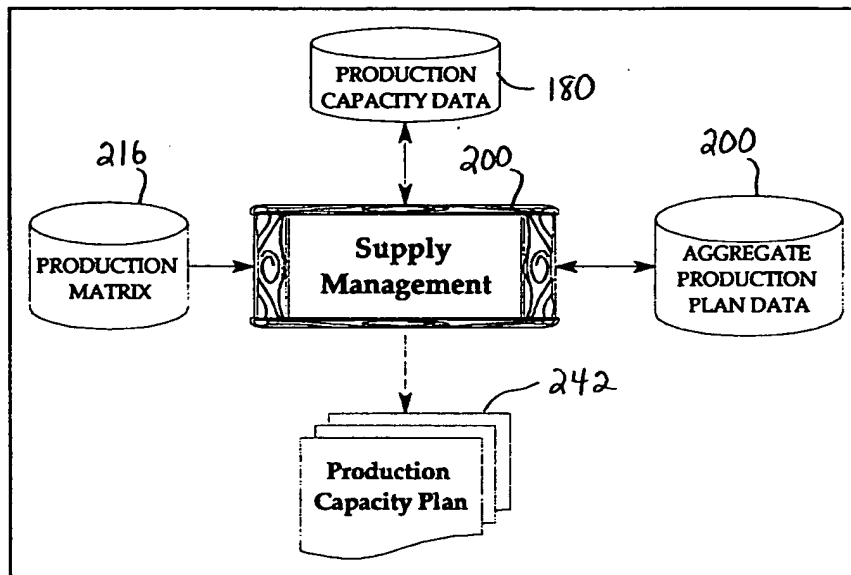 PRODUCTION
CAPACITY DATA
180
216
200
200
PRODUCTION
MATRIX
Supply
Management
AGGREGATE
PRODUCTION
PLAN DATA
242
Production
Capacity Plan